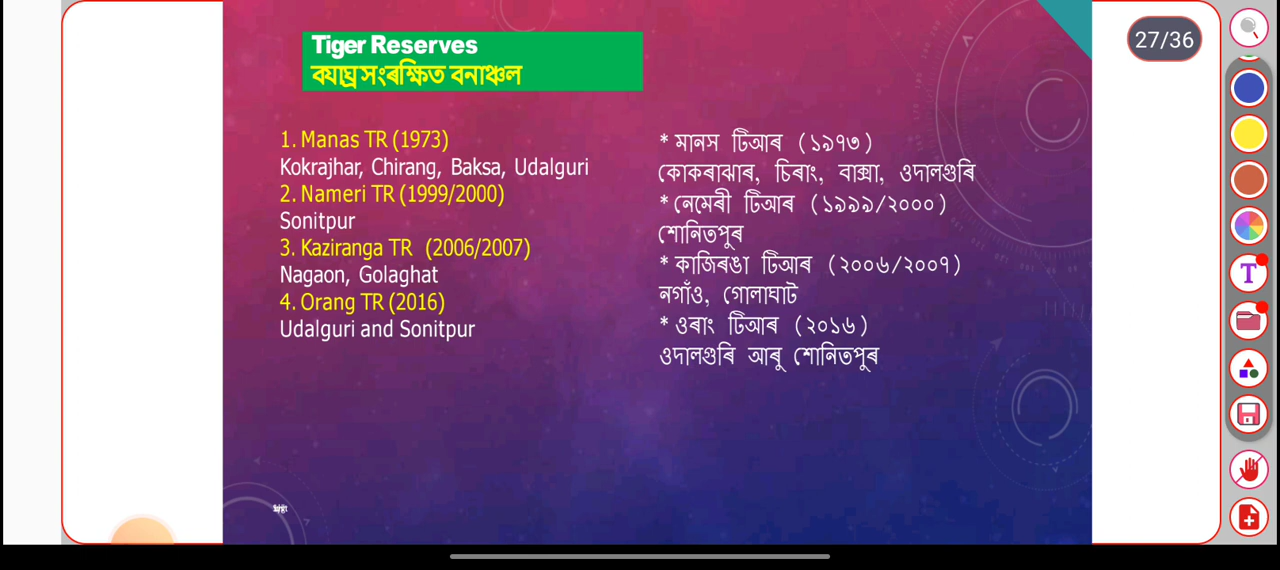 27/36
Tiger Reserves
ব্যাঘ্ৰ সংৰক্ষিত বনাঞ্চল
1. Manas TR (1973)
Kokrajhar, Chirang, Baksa, Udalguri
2. Nameri TR (1999/2000)
Sonitpur
3. Kaziranga TR (2006/2007)
Nagaon, Golaghat
4. Orang TR (2016)
Udalguri and Sonitpur
* মানস টিআৰ (১৯৭৩)
কোকৰাঝাৰ, চিৰাং, বাক্সা, ওদালগুৰি
* নেমেৰী টিআৰ (১৯৯৯/২০০০)
শোনিতপুৰ
* কাজিৰঙা টিআৰ (২০০৬/২০০৭)
নগাঁও, গোলাঘাট
* ওৰাং টিআৰ (২০১৬)
ওদালগুৰি আৰু শোনিতপুৰ
T